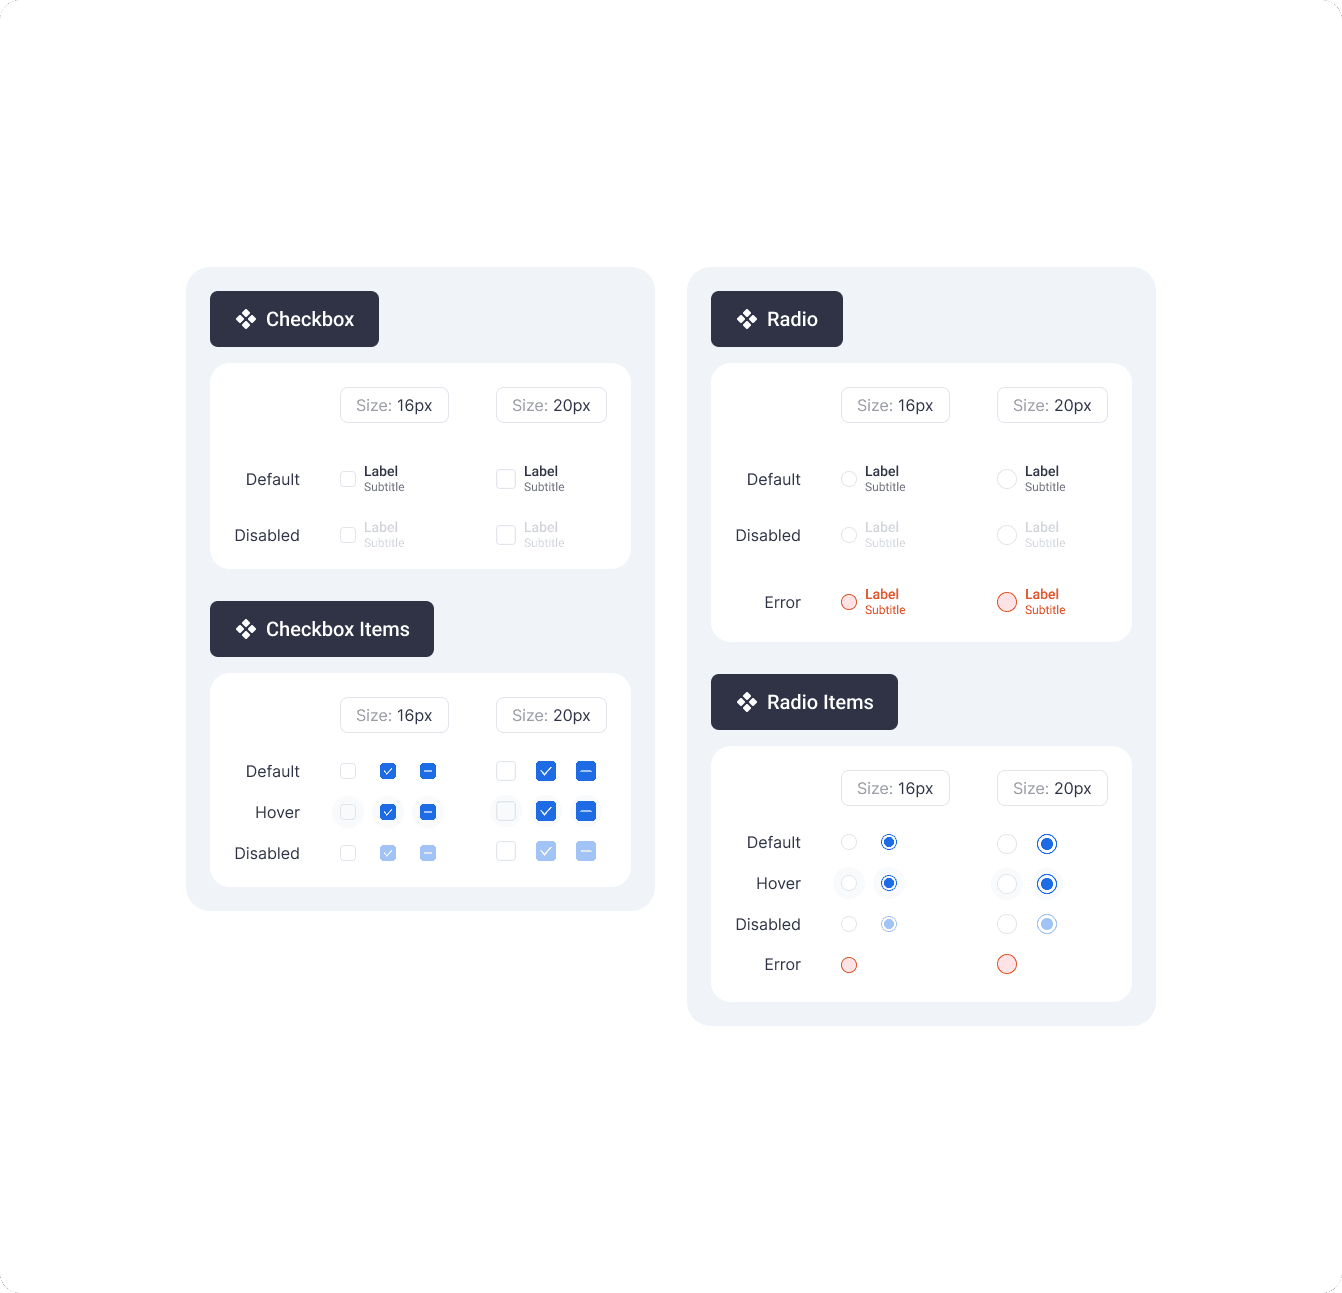 Checkbox
Size: 16px
Size: 20px
Default
Label
Subtitle
Label
Subtitle
Disabled
Label
Subtitle
Label
Subtitle
Checkbox Items
Size: 16px
Size: 20px
Default
Hover
Disabled
Radio
Size: 16px
Size: 20px
Default
Label
Subtitle
Label
Subtitle
Disabled
Label
Subtitle
Label
Subtitle
Error
Label
Subtitle
Label
Subtitle
Radio Items
Size: 16px
Size: 20px
Default
Hover
Disabled
Error